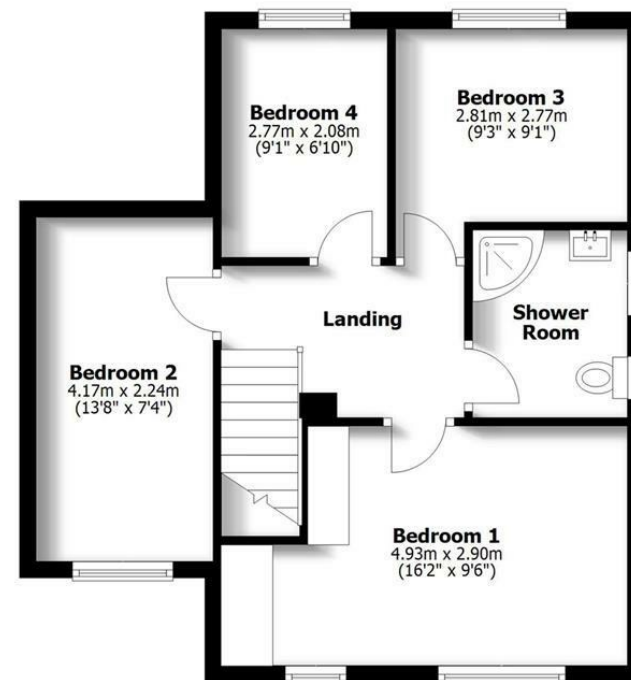 Bedroom 4
2.77m x 2.08m
(9'1" x 6'10")
Bedroom 3
2.81m x 2.77m
(9'3" x 9'1")
Landing
Shower
Room
Bedroom 2
4.17m x 2.24m
(13'8" x 7'4")
Bedroom 1
4.93m x 2.90m
(16'2" x 9'6")